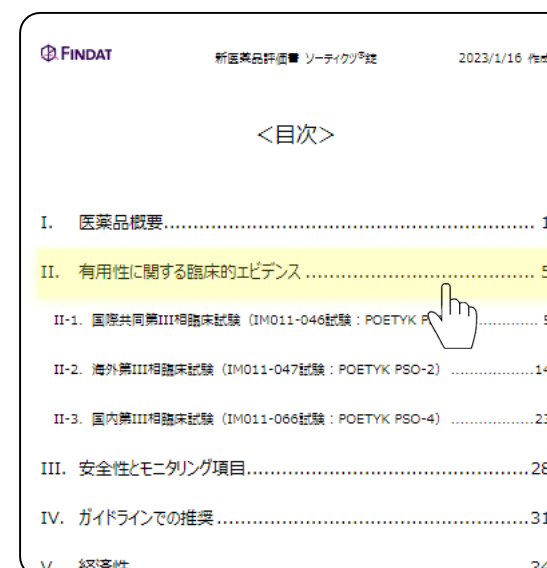 FINDAT 新医薬品評価書 ソーティクツ®錠 2023/1/16 作成
<目次>
I. 医薬品概要 1
II. 有用性に関する臨床的エビデンス 5
II-1. 国際共同第III相臨床試験（IM011-046試験：POETYK P 5
II-2. 海外第III相臨床試験（IM011-047試験：POETYK PSO-2） 14
II-3. 国内第III相臨床試験（IM011-066試験：POETYK PSO-4） 23
III. 安全性とモニタリング項目 28
IV. ガイドラインでの推奨 31
V. 経済性 34